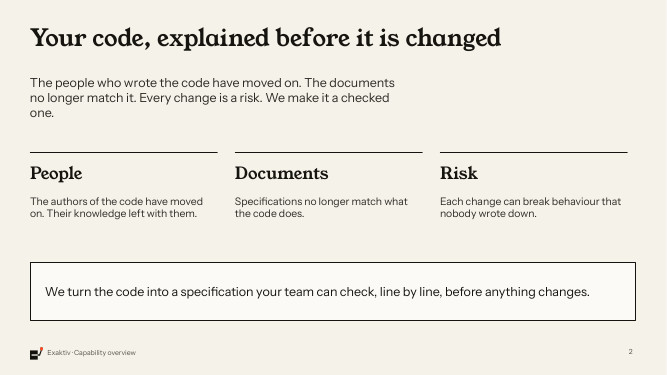 Your code, explained before it is changed
The people who wrote the code have moved on. The documents
no longer match it. Every change is a risk. We make it a checked
one.
People
The authors of the code have moved
on. Their knowledge left with them.
Documents
Specifications no longer match what
the code does.
Risk
Each change can break behaviour that
nobody wrote down.
We turn the code into a specification your team can check, line by line, before anything changes.
Exaktiv · Capability overview
2